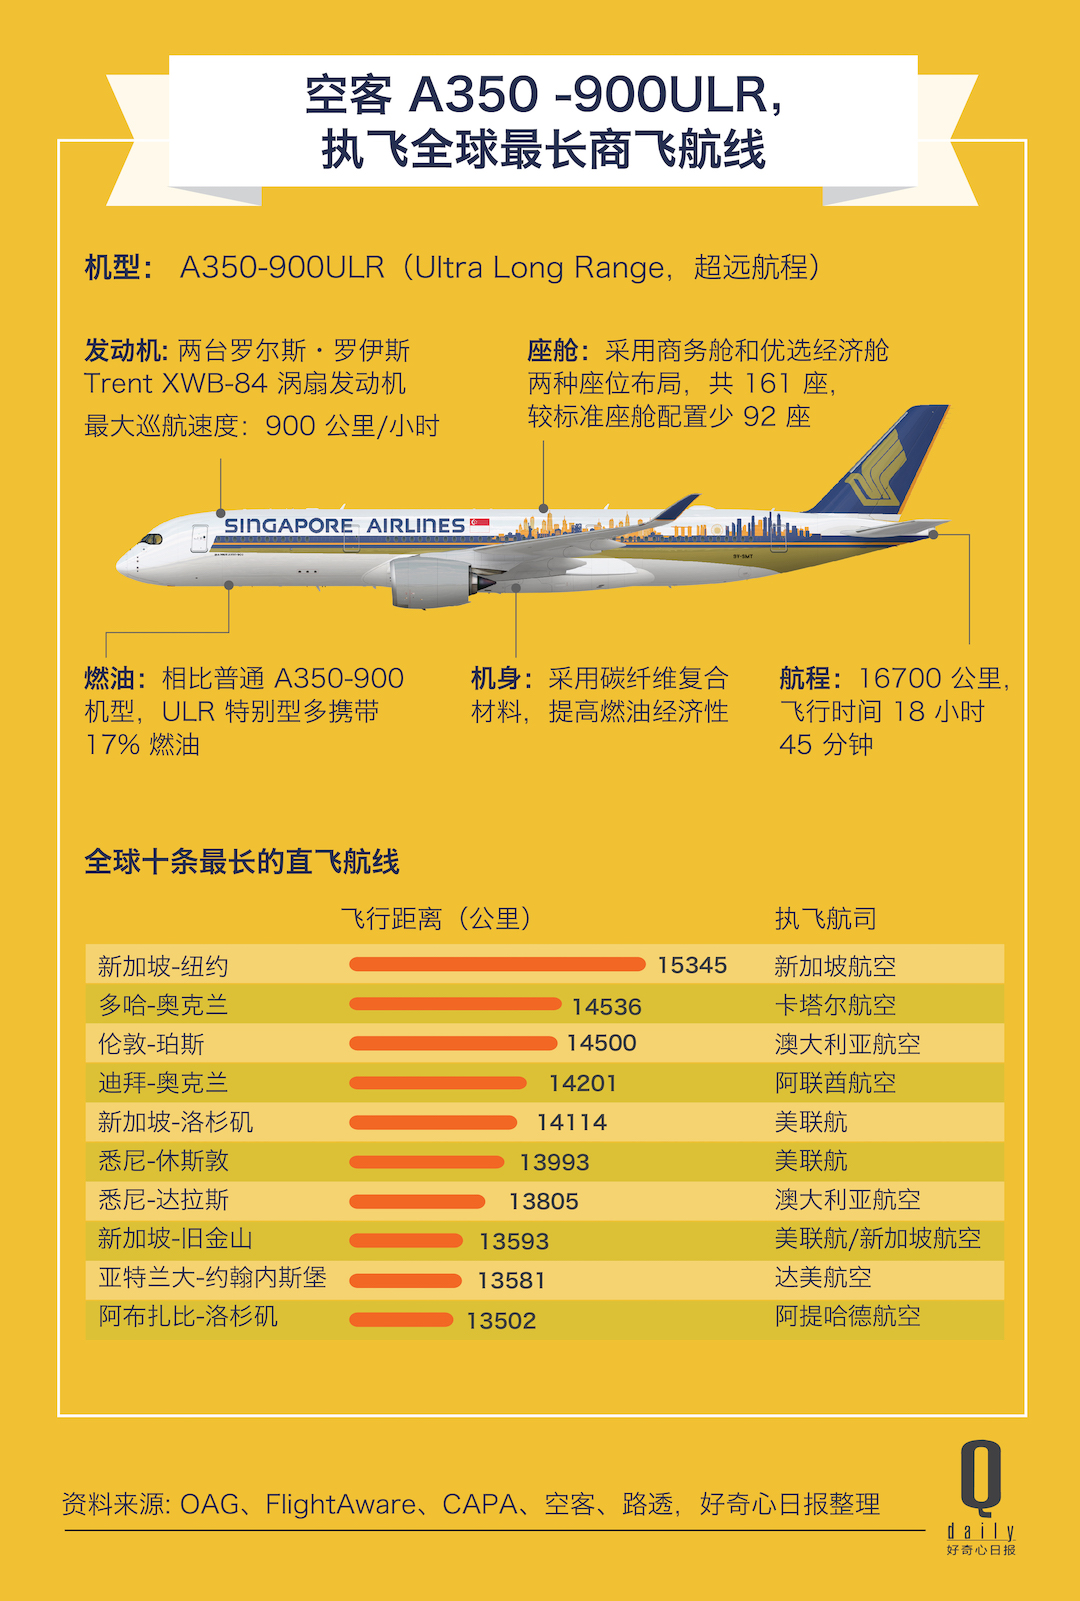 空客 A350 -900ULR，
执飞全球最长商飞航线
机型： A350-900ULR（Ultra Long Range，超远航程）
发动机: 两台罗尔斯·罗伊斯
Trent XWB-84 涡扇发动机
最大巡航速度：900 公里/小时
座舱：采用商务舱和优选经济舱
两种座位布局，共 161 座，
较标准座舱配置少 92 座
SINGAPORE AIRLINES
9V-SMT
燃油：相比普通 A350-900
机型，ULR 特别型多携带
17% 燃油
机身：采用碳纤维复合
材料，提高燃油经济性
航程：16700 公里，
飞行时间 18 小时
45 分钟
全球十条最长的直飞航线
飞行距离（公里） 执飞航司
新加坡-纽约 15345 新加坡航空
多哈-奥克兰 14536 卡塔尔航空
伦敦-珀斯 14500 澳大利亚航空
迪拜-奥克兰 14201 阿联酋航空
新加坡-洛杉矶 14114 美联航
悉尼-休斯敦 13993 美联航
悉尼-达拉斯 13805 澳大利亚航空
新加坡-旧金山 13593 美联航/新加坡航空
亚特兰大-约翰内斯堡 13581 达美航空
阿布扎比-洛杉矶 13502 阿提哈德航空
资料来源: OAG、FlightAware、CAPA、空客、路透，好奇心日报整理
Q
daily
好奇心日报